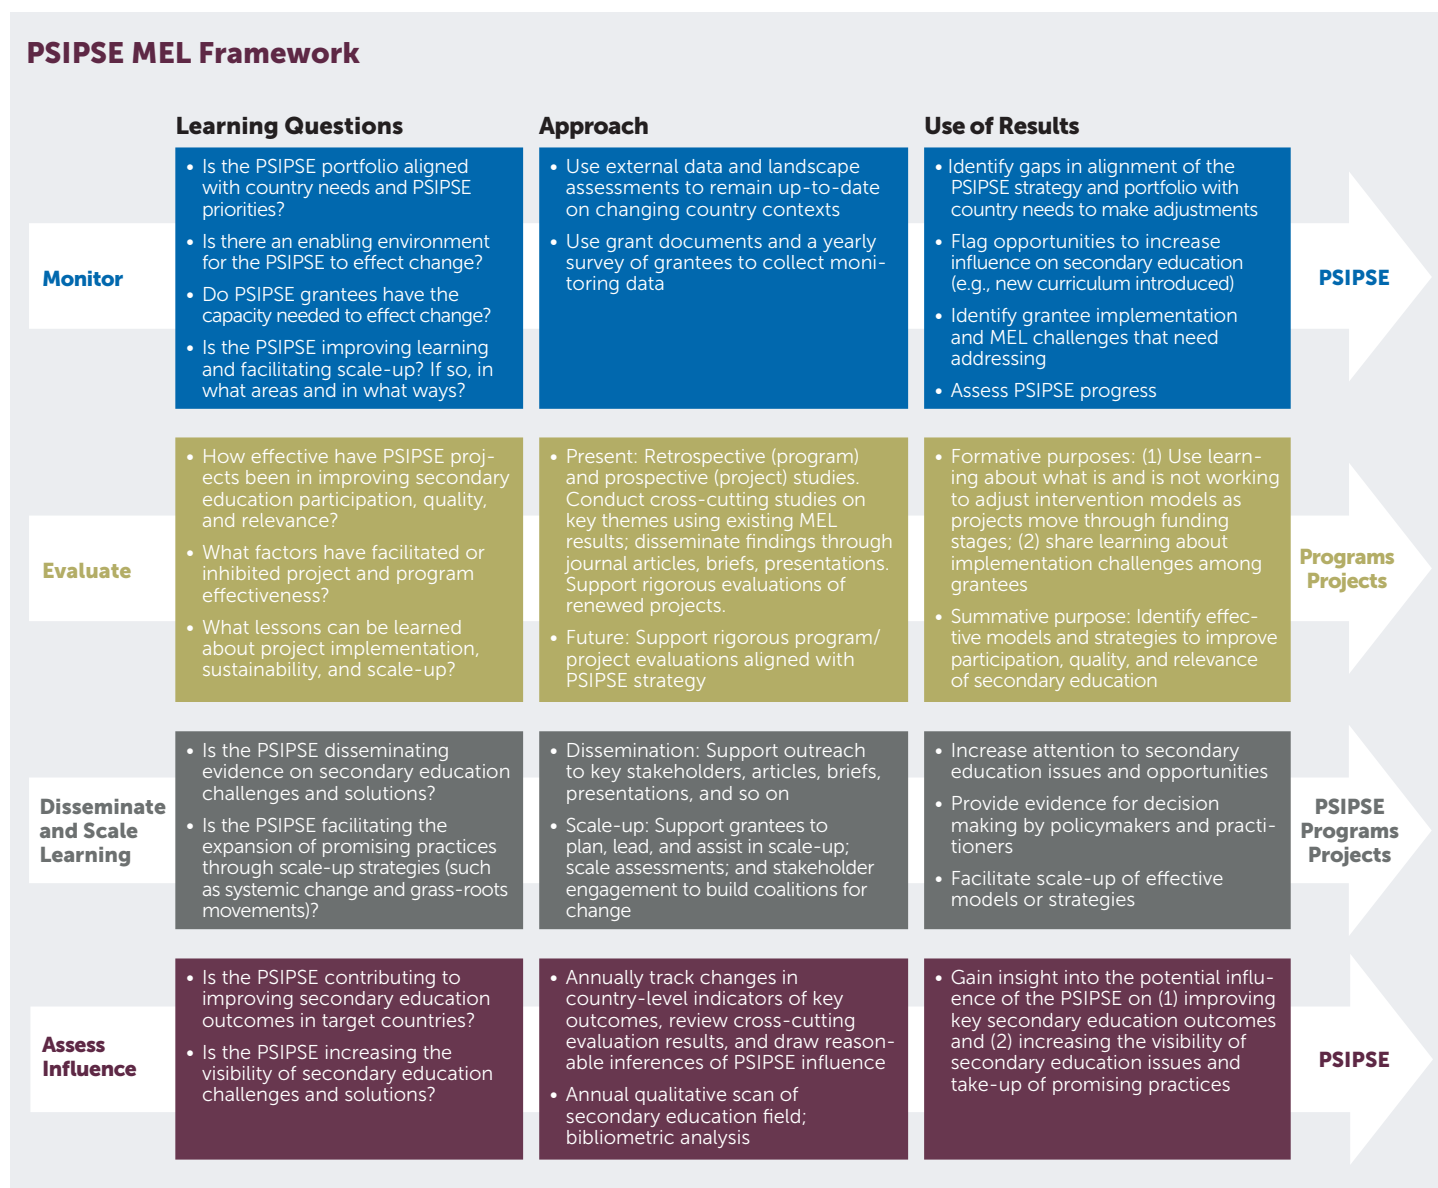 PSIPSE MEL Framework
Learning Questions
Approach
Use of Results
Monitor
• Is the PSIPSE portfolio aligned
with country needs and PSIPSE
priorities?
• Is there an enabling environment
for the PSIPSE to effect change?
• Do PSIPSE grantees have the
capacity needed to effect change?
• Is the PSIPSE improving learning
and facilitating scale-up? If so, in
what areas and in what ways?
• Use external data and landscape
assessments to remain up-to-date
on changing country contexts
• Use grant documents and a yearly
survey of grantees to collect moni-
toring data
• Identify gaps in alignment of the
PSIPSE strategy and portfolio with
country needs to make adjustments
• Flag opportunities to increase
influence on secondary education
(e.g., new curriculum introduced)
• Identify grantee implementation
and MEL challenges that need
addressing
• Assess PSIPSE progress
PSIPSE
Evaluate
• How effective have PSIPSE proj-
ects been in improving secondary
education participation, quality,
and relevance?
• What factors have facilitated or
inhibited project and program
effectiveness?
• What lessons can be learned
about project implementation,
sustainability, and scale-up?
• Present: Retrospective (program)
and prospective (project) studies.
Conduct cross-cutting studies on
key themes using existing MEL
results; disseminate findings through
journal articles, briefs, presentations.
Support rigorous evaluations of
renewed projects.
• Future: Support rigorous program/
project evaluations aligned with
PSIPSE strategy
• Formative purposes: (1) Use learn-
ing about what is and is not working
to adjust intervention models as
projects move through funding
stages; (2) share learning about
implementation challenges among
grantees
• Summative purpose: Identify effec-
tive models and strategies to improve
participation, quality, and relevance
of secondary education
Programs
Projects
Disseminate
and Scale
Learning
• Is the PSIPSE disseminating
evidence on secondary education
challenges and solutions?
• Is the PSIPSE facilitating the
expansion of promising practices
through scale-up strategies (such
as systemic change and grass-roots
movements)?
• Dissemination: Support outreach
to key stakeholders, articles, briefs,
presentations, and so on
• Scale-up: Support grantees to
plan, lead, and assist in scale-up;
scale assessments; and stakeholder
engagement to build coalitions for
change
• Increase attention to secondary
education issues and opportunities
• Provide evidence for decision
making by policymakers and practi-
tioners
• Facilitate scale-up of effective
models or strategies
PSIPSE
Programs
Projects
Assess
Influence
• Is the PSIPSE contributing to
improving secondary education
outcomes in target countries?
• Is the PSIPSE increasing the
visibility of secondary education
challenges and solutions?
• Annually track changes in
country-level indicators of key
outcomes, review cross-cutting
evaluation results, and draw reason-
able inferences of PSIPSE influence
• Annual qualitative scan of
secondary education field;
bibliometric analysis
• Gain insight into the potential influ-
ence of the PSIPSE on (1) improving
key secondary education outcomes
and (2) increasing the visibility of
secondary education issues and
take-up of promising practices
PSIPSE